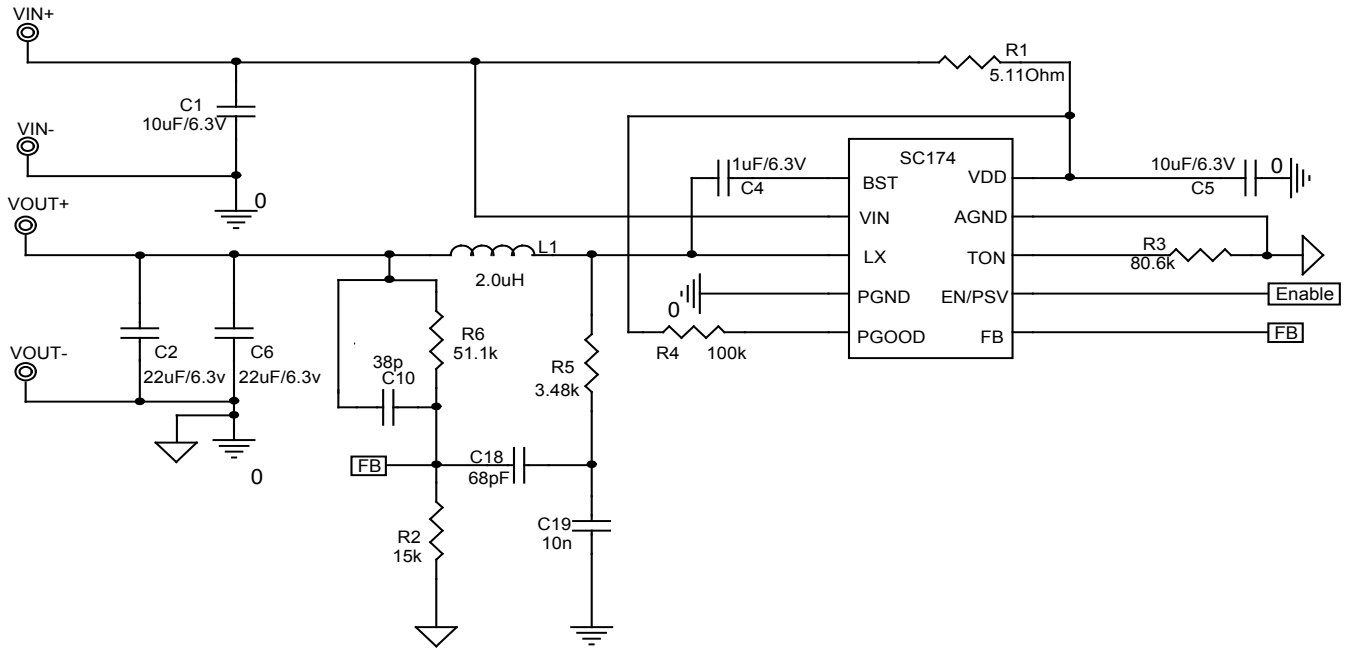 VIN+
R1
5.11Ohm
C1
10uF/6.3V
VIN-
0
VOUT+
SC174
1uF/6.3V
C4
BST
VDD
10uF/6.3V
C5
0
VIN
AGND
L1
2.0uH
LX
TON
R3
80.6k
0
PGND
EN/PSV
Enable
R4
100k
PGOOD
FB
FB
VOUT-
C2
22uF/6.3v
C6
22uF/6.3v
0
R6
51.1k
38p
C10
R5
3.48k
FB
C18
68pF
R2
15k
C19
10n